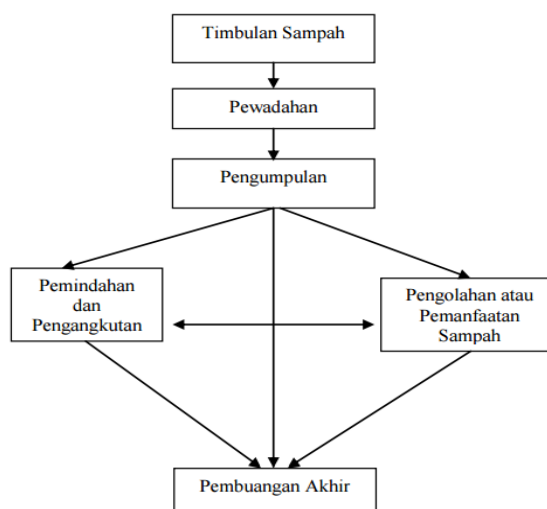 Timbulan Sampah
Pewadahan
Pengumpulan
Pemindahan
dan
Pengangkutan
Pengolahan atau
Pemanfaatan
Sampah
Pembuangan Akhir